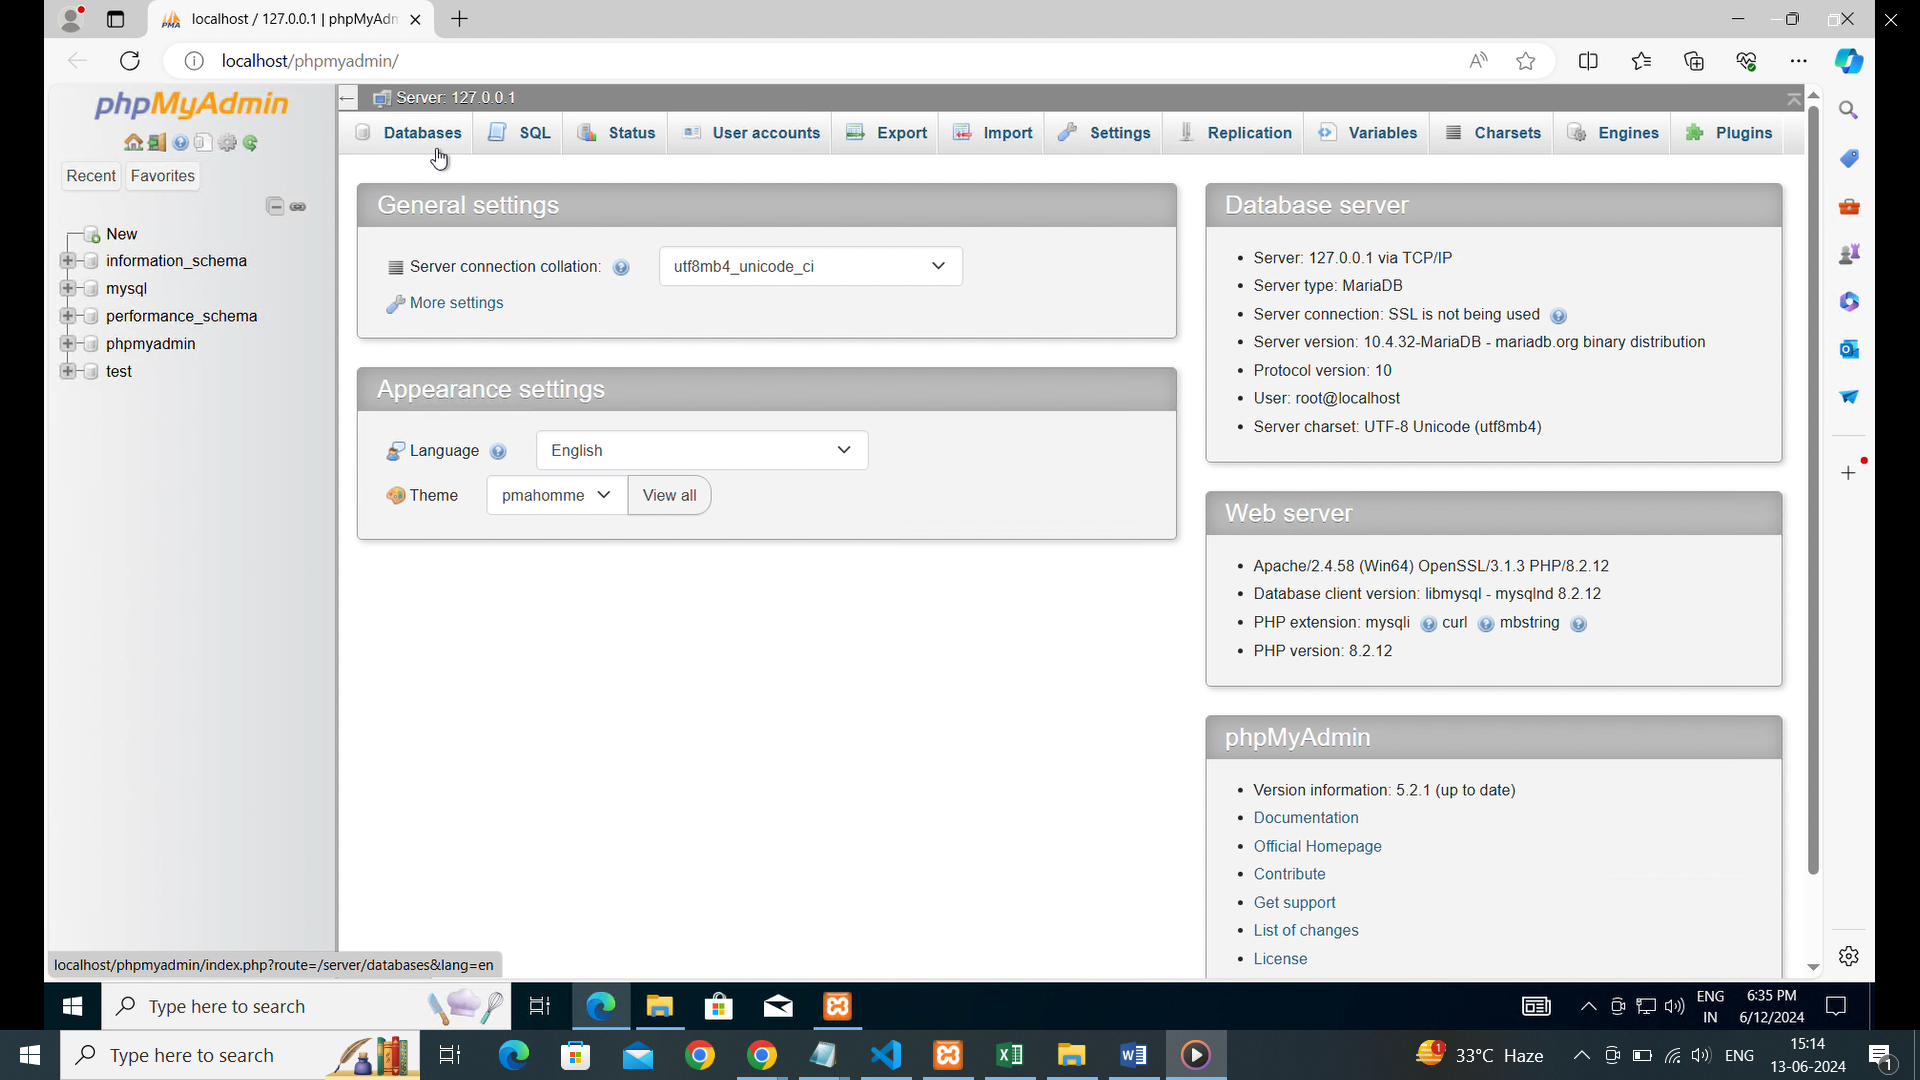 localhost / 127.0.0.1 | phpMyAdm
localhost/phpmyadmin/
phpMyAdmin
Recent
Favorites
New
information_schema
mysql
performance_schema
phpmyadmin
test
Server: 127.0.0.1
Databases
SQL
Status
User accounts
Export
Import
Settings
Replication
Variables
Charsets
Engines
Plugins
General settings
Server connection collation:
utf8mb4_unicode_ci
More settings
Appearance settings
Language
English
Theme
pmahomme
View all
Database server
Server: 127.0.0.1 via TCP/IP
Server type: MariaDB
Server connection: SSL is not being used
Server version: 10.4.32-MariaDB - mariadb.org binary distribution
Protocol version: 10
User: root@localhost
Server charset: UTF-8 Unicode (utf8mb4)
Web server
Apache/2.4.58 (Win64) OpenSSL/3.1.3 PHP/8.2.12
Database client version: libmysql - mysqlnd 8.2.12
PHP extension: mysqli curl mbstring
PHP version: 8.2.12
phpMyAdmin
Version information: 5.2.1 (up to date)
Documentation
Official Homepage
Contribute
Get support
List of changes
License
localhost/phpmyadmin/index.php?route=/server/databases&lang=en
Type here to search
ENG
IN
6:35 PM
6/12/2024
Type here to search
33°C Haze
ENG
15:14
13-06-2024
1